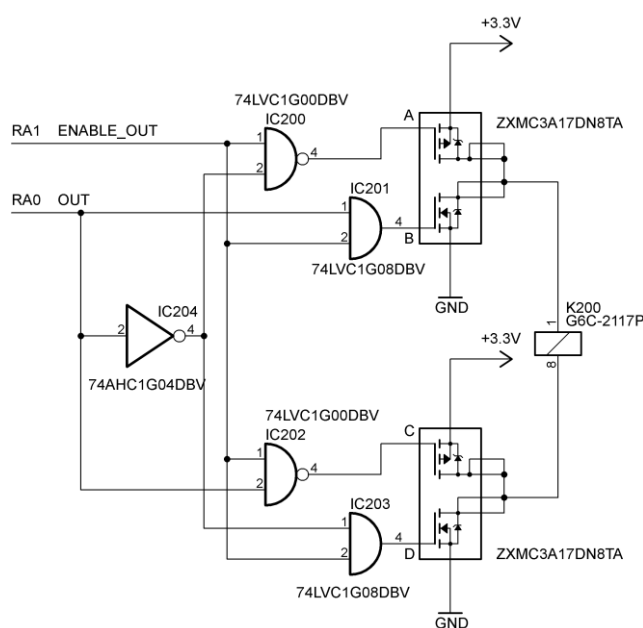 +3.3V
74LVC1G00DBV
IC200
A
ZXMC3A17DN8TA
RA1 ENABLE_OUT
1
4
2
IC201
RA0 OUT
1
4
2
B
74LVC1G08DBV
GND
IC204
K200
G6C-2117P
1
2
4
8
74AHC1G04DBV
+3.3V
74LVC1G00DBV
IC202
C
1
4
2
IC203
1
4
2
D
ZXMC3A17DN8TA
74LVC1G08DBV
GND